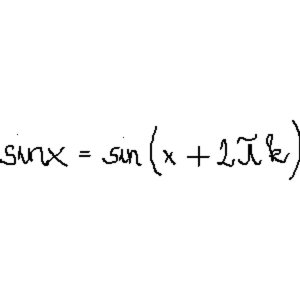 sinx = sin(x + 2πk)